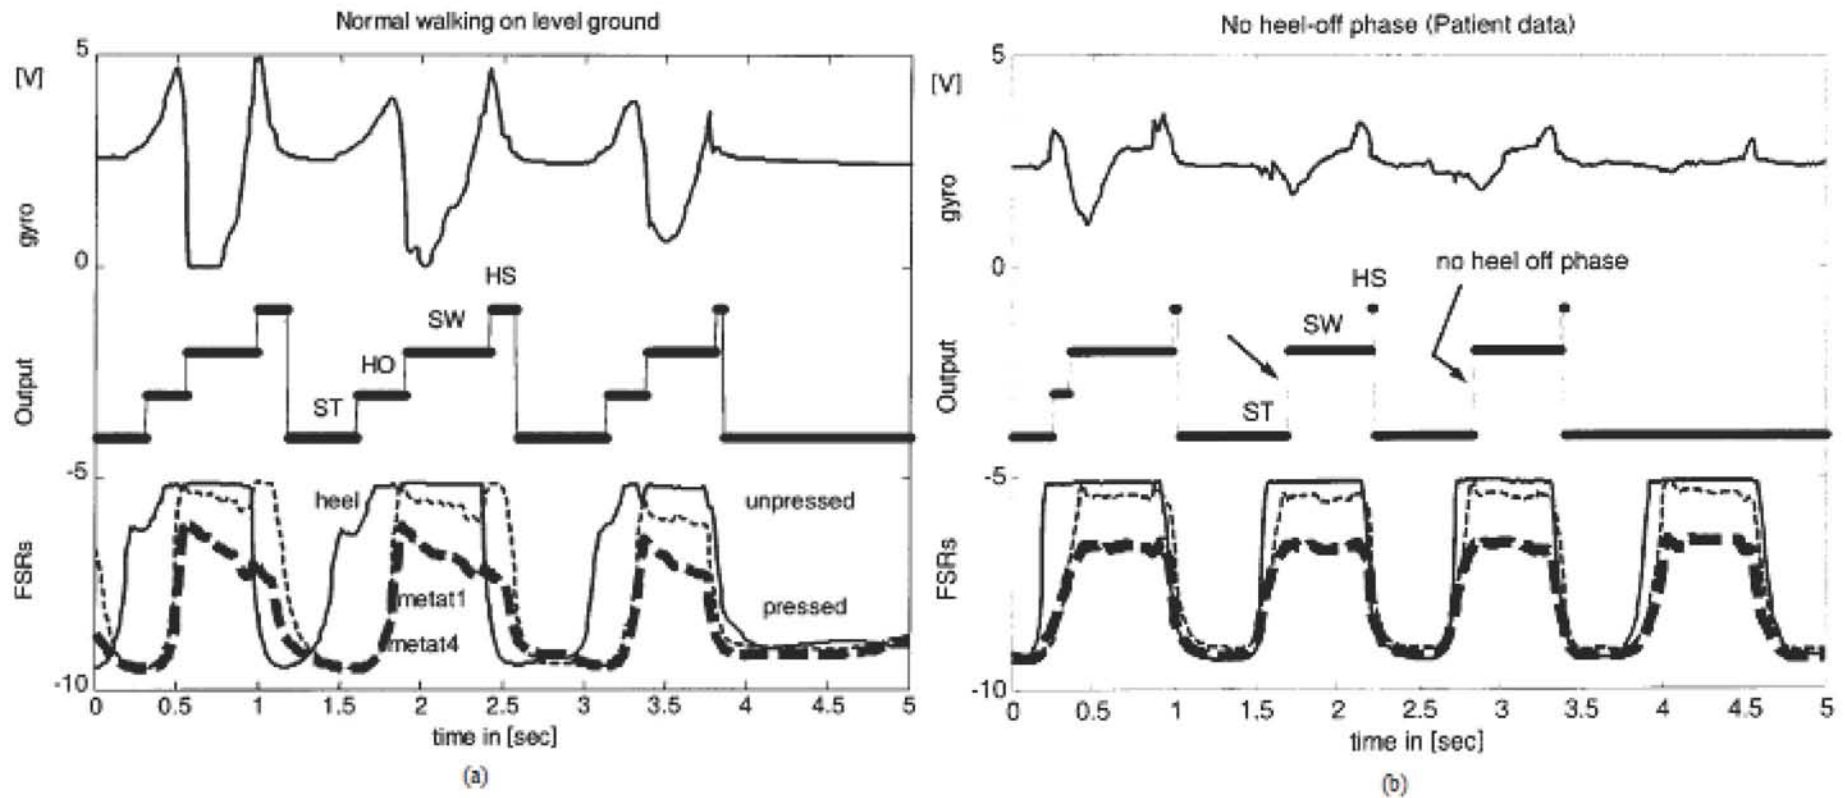 Normal walking on level ground
5
[V]
gyro
0
HS
SW
HO
ST
Output
-5
heel
unpressed
FSRs
metat1
pressed
metat4
-10
0 0.5 1 1.5 2 2.5 3 3.5 4 4.5 5
time in [sec]
(a)
No heel-off phase (Patient data)
5
[V]
gyro
0
no heel off phase
HS
SW
ST
Output
-5
FSRs
-10
0 0.5 1 1.5 2 2.5 3 3.5 4 4.5 5
time in [sec]
(b)